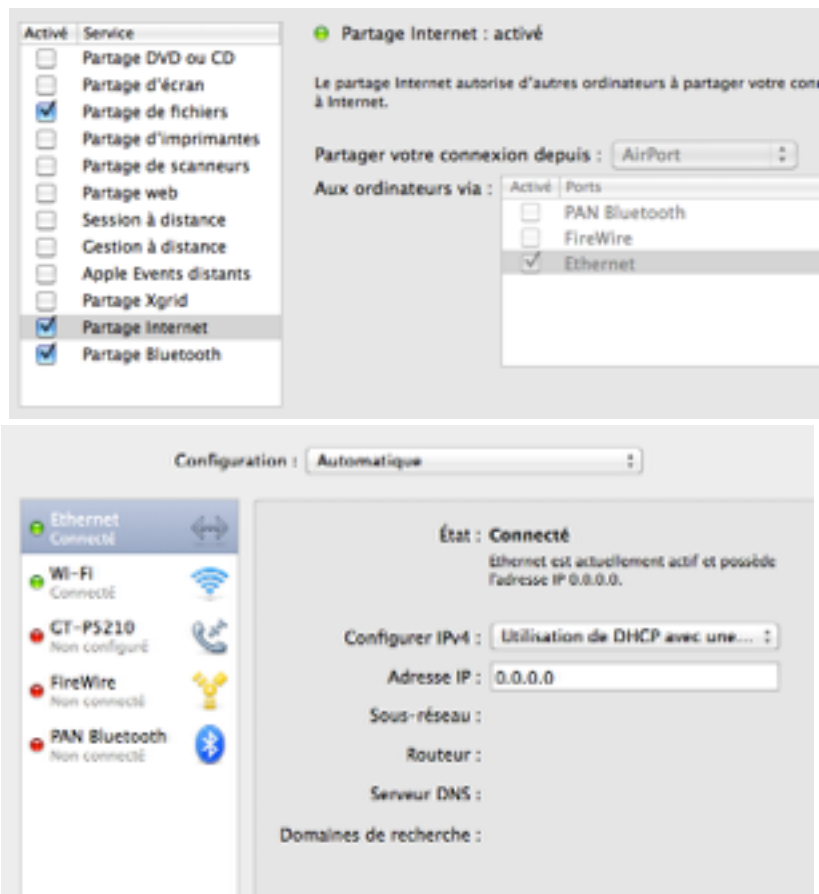 Activé Service
Partage DVD ou CD
Partage d'écran
Partage de fichiers
Partage d'imprimantes
Partage de scanneurs
Partage web
Session à distance
Gestion à distance
Apple Events distants
Partage Xgrid
Partage Internet
Partage Bluetooth
Partage Internet : activé
Le partage Internet autorise d'autres ordinateurs à partager votre con
à Internet.
Partager votre connexion depuis : AirPort
Aux ordinateurs via : Activé Ports
PAN Bluetooth
FireWire
Ethernet
Configuration : Automatique
Ethernet
Connecté
Wi-Fi
Connecté
GT-P5210
Non configuré
FireWire
Non connecté
PAN Bluetooth
Non connecté
État : Connecté
Ethernet est actuellement actif et possède
l'adresse IP 0.0.0.0.
Configurer IPv4 : Utilisation de DHCP avec une...
Adresse IP : 0.0.0.0
Sous-réseau :
Routeur :
Serveur DNS :
Domaines de recherche :